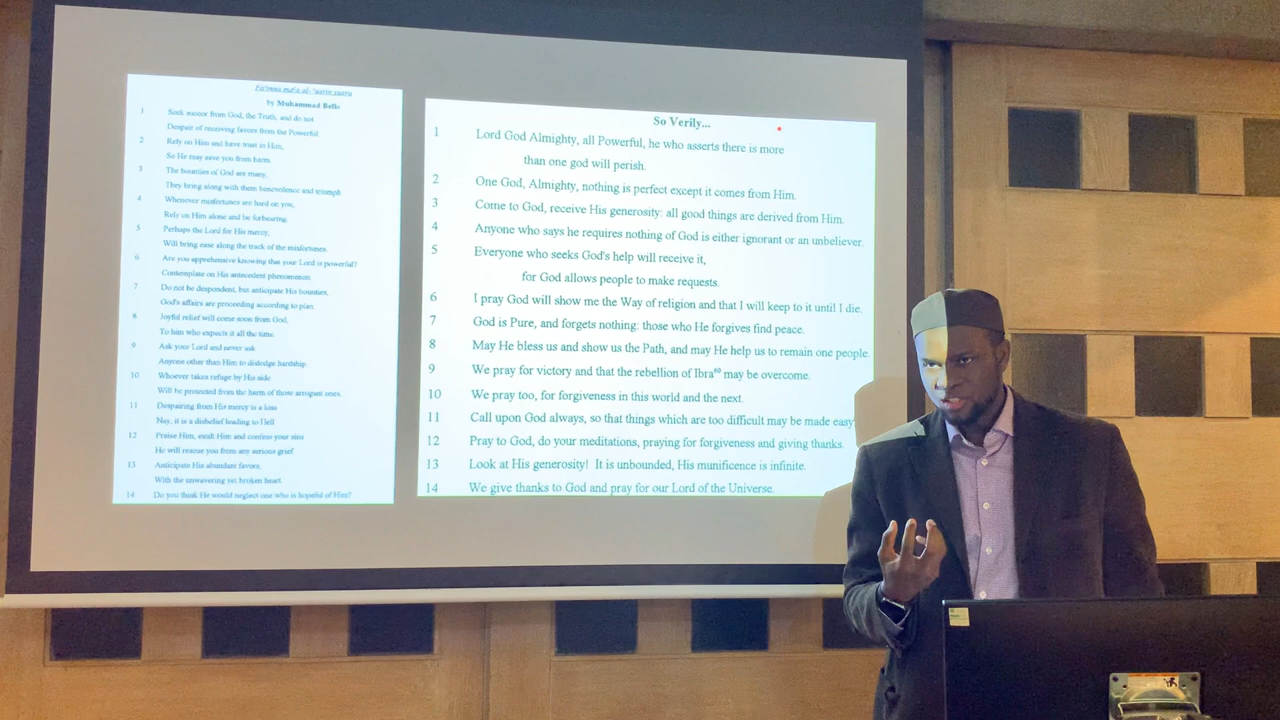 Fa'inna ma'a al-'usrin yusra
by Muhammad Bello
1 Seek succor from God, the Truth, and do not
Despair of receiving favors from the Powerful
2 Rely on Him and have trust in Him,
So He may save you from harm
3 The bounties of God are many,
They bring along with them benevolence and triumph
4 Whenever misfortunes are hard on you,
Rely on Him alone and be forbearing.
5 Perhaps the Lord for His mercy,
Will bring ease along the track of the misfortunes.
6 Are you apprehensive knowing that your Lord is powerful?
Contemplate on His antecedent phenomenon.
7 Do not be despondent, but anticipate His bounties,
God's affairs are proceeding according to plan.
8 Joyful relief will come soon from God,
To him who expects it all the time.
9 Ask your Lord and never ask
Anyone other than Him to dislodge hardship
10 Whoever takes refuge by His side
Will be protected from the harm of those arrogant ones.
11 Despairing from His mercy is a loss
Nay, it is a disbelief leading to Hell
12 Praise Him, exalt Him and confess your sins
He will rescue you from any serious grief
13 Anticipate His abundant favors,
With the unwavering yet broken heart.
14 Do you think He would neglect one who is hopeful of Him?
So Verily...
1 Lord God Almighty, all Powerful, he who asserts there is more
than one god will perish.
2 One God, Almighty, nothing is perfect except it comes from Him.
3 Come to God, receive His generosity: all good things are derived from Him.
4 Anyone who says he requires nothing of God is either ignorant or an unbeliever.
5 Everyone who seeks God's help will receive it,
for God allows people to make requests.
6 I pray God will show me the Way of religion and that I will keep to it until I die.
7 God is Pure, and forgets nothing: those who He forgives find peace.
8 May He bless us and show us the Path, and may He help us to remain one people.
9 We pray for victory and that the rebellion of Ibra⁶⁰ may be overcome.
10 We pray too, for forgiveness in this world and the next.
11 Call upon God always, so that things which are too difficult may be made easy
12 Pray to God, do your meditations, praying for forgiveness and giving thanks.
13 Look at His generosity! It is unbounded, His munificence is infinite.
14 We give thanks to God and pray for our Lord of the Universe.